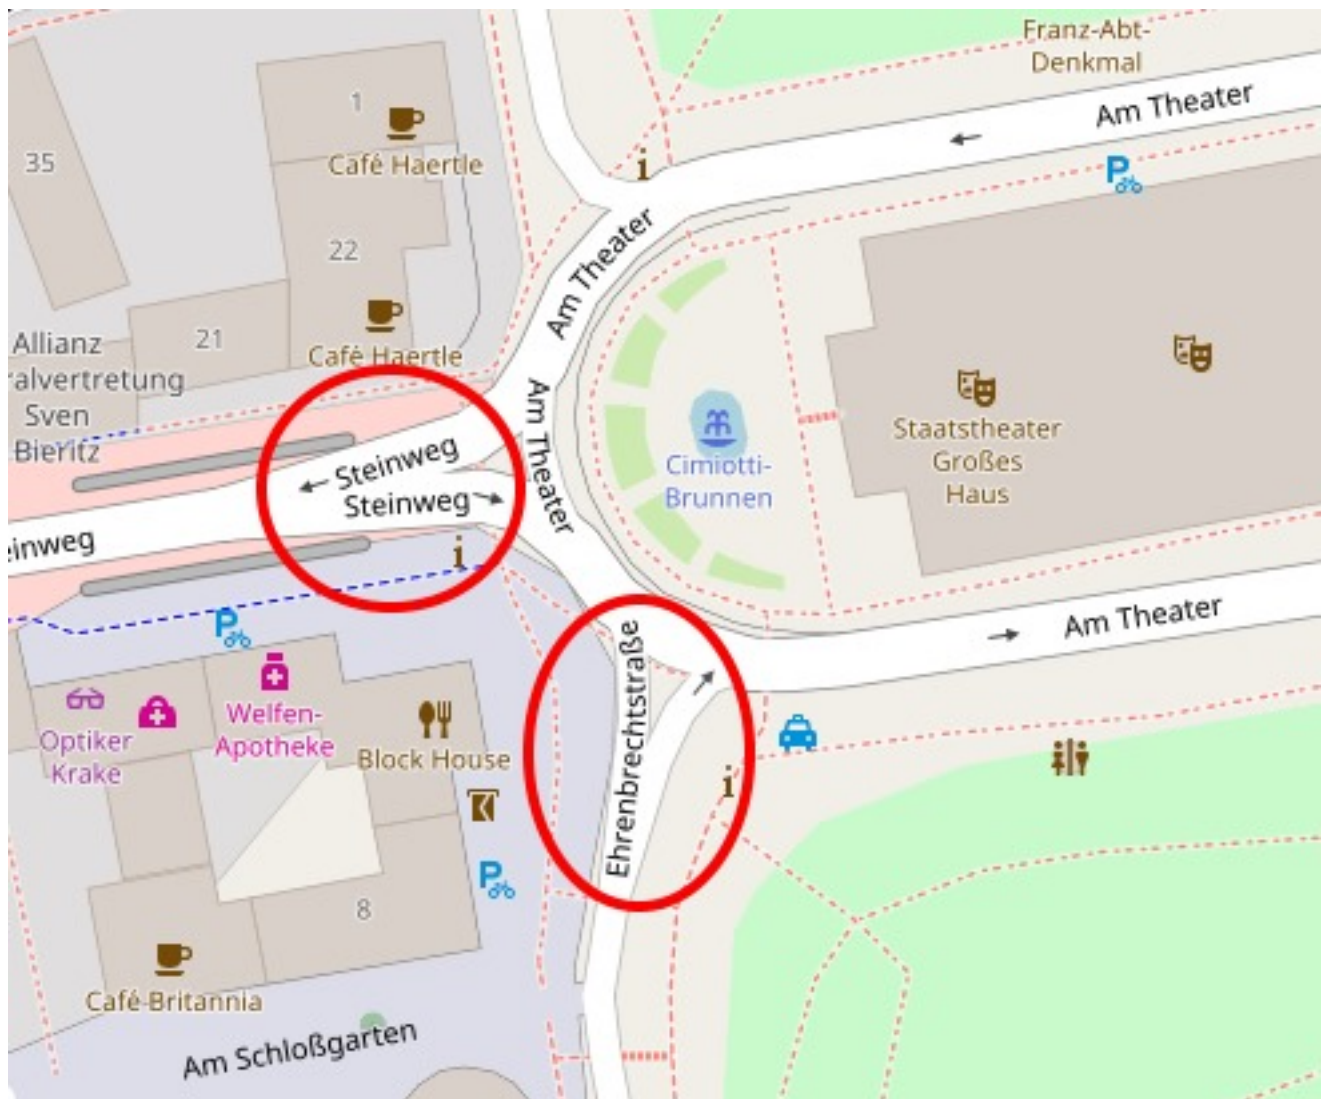 Franz-Abt-
Denkmal
Am Theater
1
Café Haertle
35
P
i
Am Theater
22
21
Café Haertle
Allianz
ralvertretung
Sven
Bieritz
Am Theater
Staatstheater
Großes
Haus
Cimiotti-
Brunnen
Steinweg
Steinweg
einweg
i
P
Am Theater
Ehrenbrechtstraße
Optiker
Krake
Welfen-
Apotheke
Block House
i
P
8
Café Britannia
Am Schloßgarten